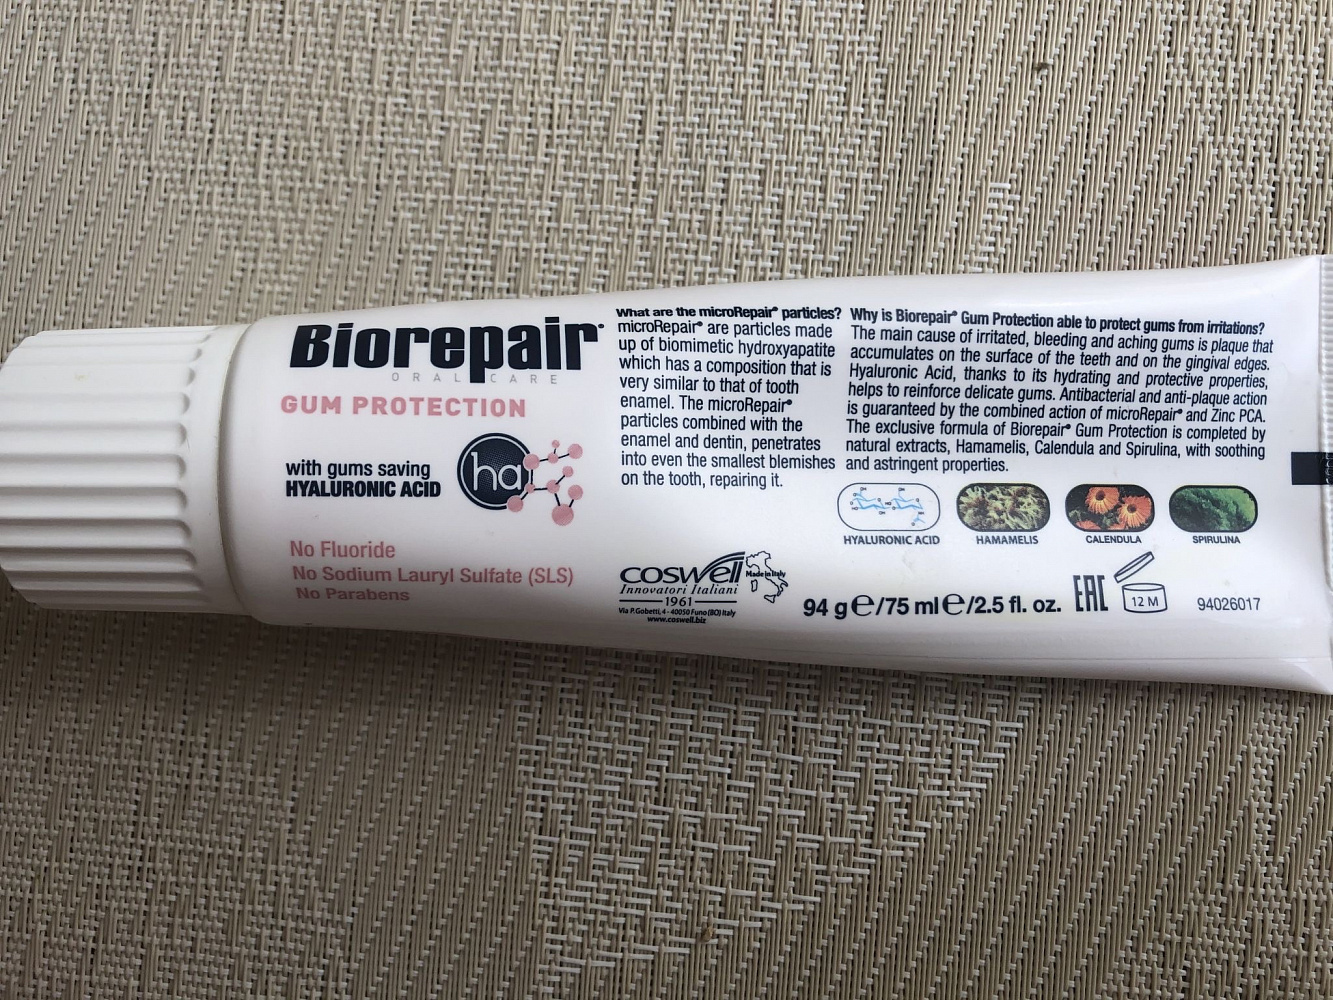 Biorepair®
ORAL CARE
GUM PROTECTION
with gums saving
HYALURONIC ACID
ha
No Fluoride
No Sodium Lauryl Sulfate (SLS)
No Parabens
What are the microRepair® particles?
microRepair® are particles made
up of biomimetic hydroxyapatite
which has a composition that is
very similar to that of tooth
enamel. The microRepair®
particles combined with the
enamel and dentin, penetrates
into even the smallest blemishes
on the tooth, repairing it.
Why is Biorepair® Gum Protection able to protect gums from irritations?
The main cause of irritated, bleeding and aching gums is plaque that
accumulates on the surface of the teeth and on the gingival edges.
Hyaluronic Acid, thanks to its hydrating and protective properties,
helps to reinforce delicate gums. Antibacterial and anti-plaque action
is guaranteed by the combined action of microRepair® and Zinc PCA.
The exclusive formula of Biorepair® Gum Protection is completed by
natural extracts, Hamamelis, Calendula and Spirulina, with soothing
and astringent properties.
HYALURONIC ACID
HAMAMELIS
CALENDULA
SPIRULINA
coswell
Made in Italy
Innovatori Italiani
1961
Via P. Gobetti, 4 - 40050 Funo (BO) Italy
www.coswell.biz
94 g ℮/75 ml ℮/2.5 fl. oz.
EAC
12 M
94026017